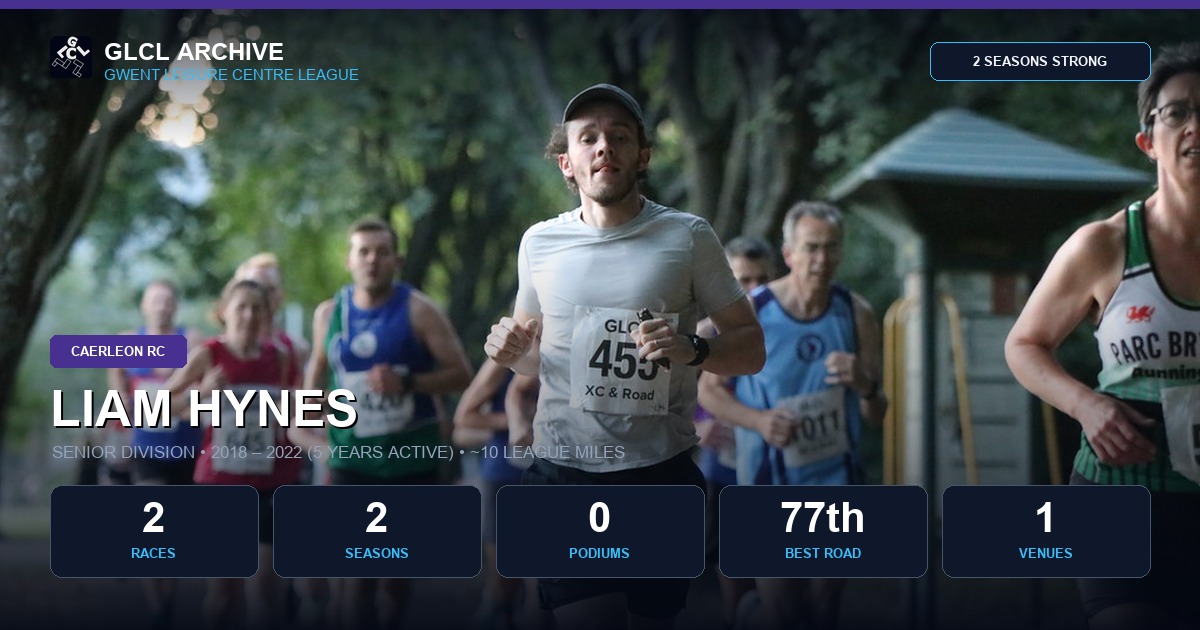 GLCL ARCHIVE
GWENT LEISURE CENTRE LEAGUE
2 SEASONS STRONG
GLC
455
XC & Road
1011
PARC BR
Running
CAERLEON RC
LIAM HYNES
SENIOR DIVISION • 2018 – 2022 (5 YEARS ACTIVE) • ~10 LEAGUE MILES
2
RACES
2
SEASONS
0
PODIUMS
77th
BEST ROAD
1
VENUES